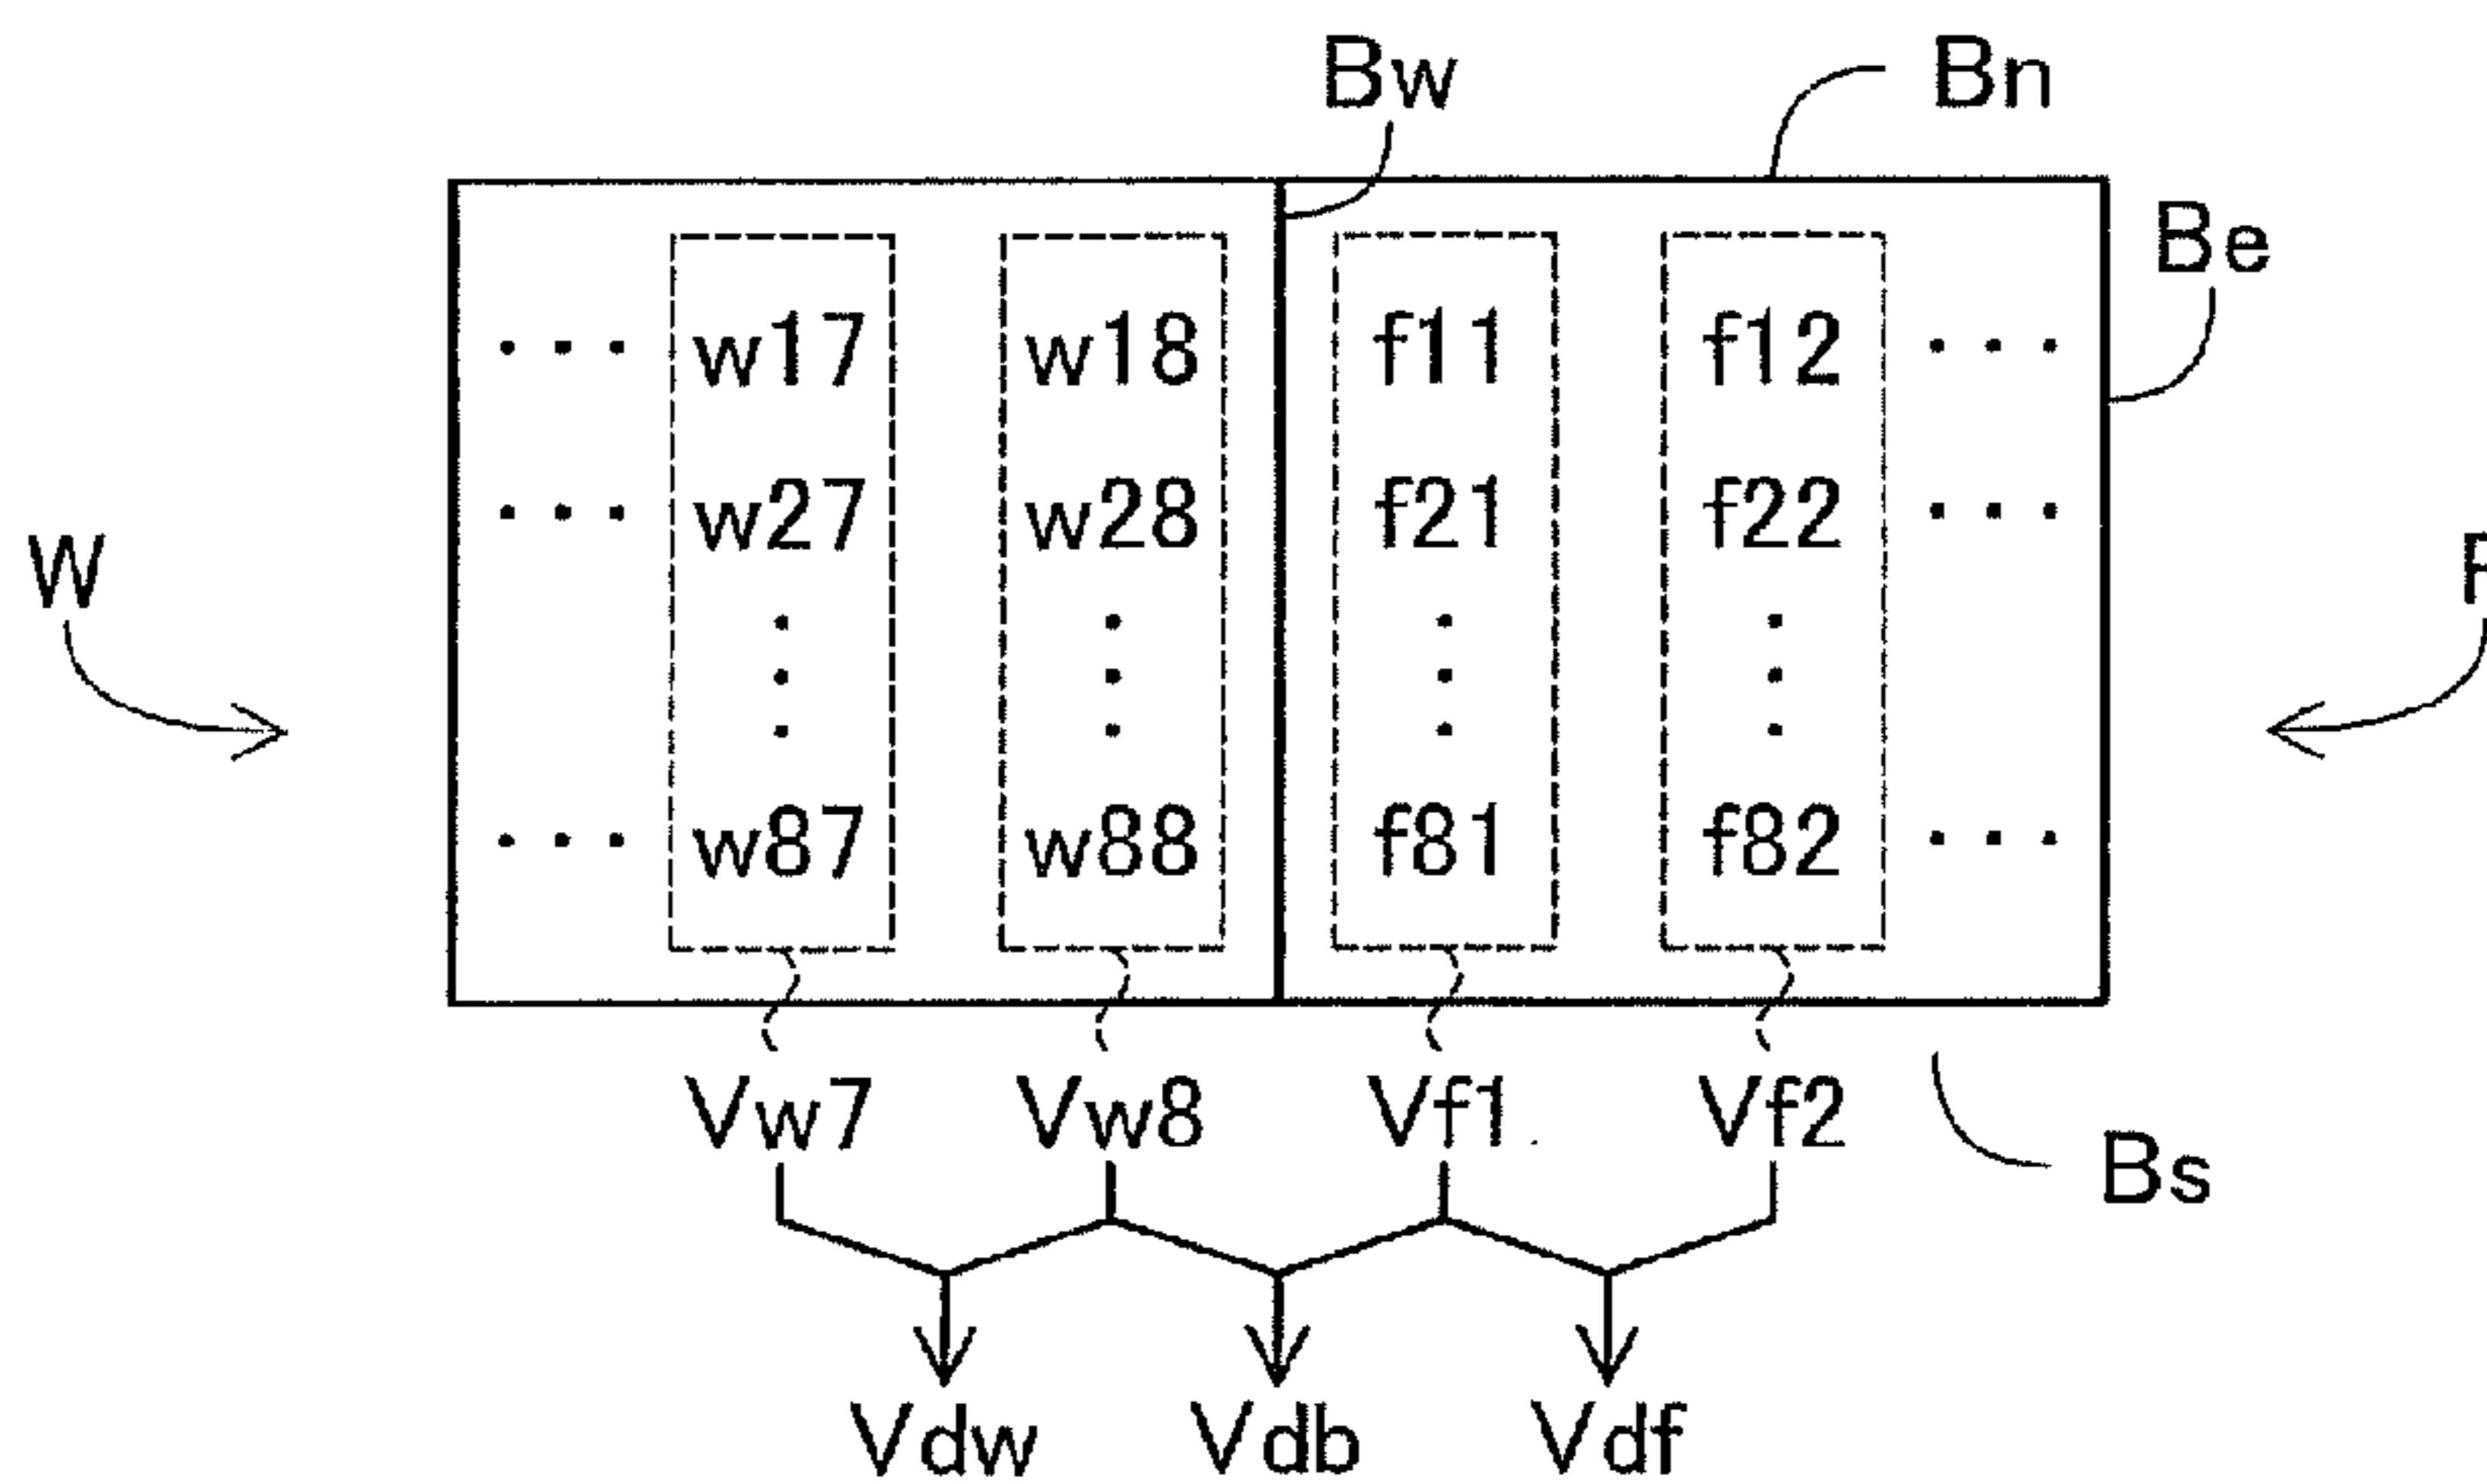 Bw Bn
Be
... w17 w18 f11 f12 ...
... w27 w28 f21 f22 ...
W
... w87 w88 f81 f82 ...
Vw7 Vw8 Vf1 Vf2
Bs
Vdw Vdb Vdf